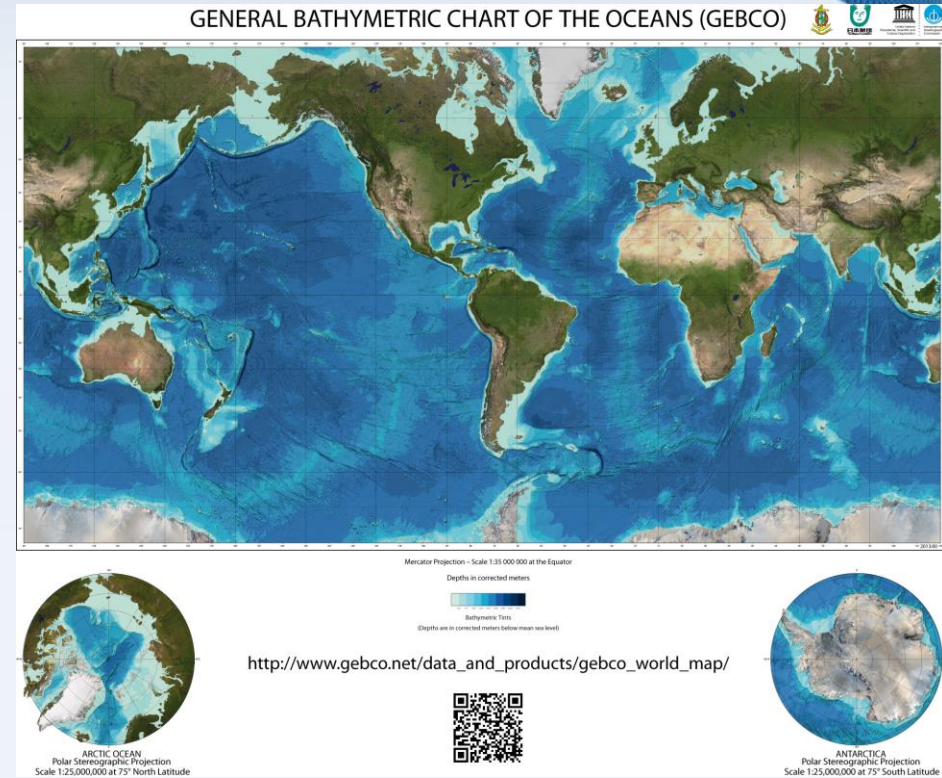 GENERAL BATHYMETRIC CHART OF THE OCEANS (GEBCO)
Mercator Projection – Scale 1:35 000 000 at the Equator
Depths in corrected meters
Bathymetric Tints
(Depths are in corrected meters below mean sea level)
http://www.gebco.net/data_and_products/gebco_world_map/
ARCTIC OCEAN
Polar Stereographic Projection
Scale 1:25,000,000 at 75° North Latitude
ANTARCTICA
Polar Stereographic Projection
Scale 1:25,000,000 at 75° South Latitude